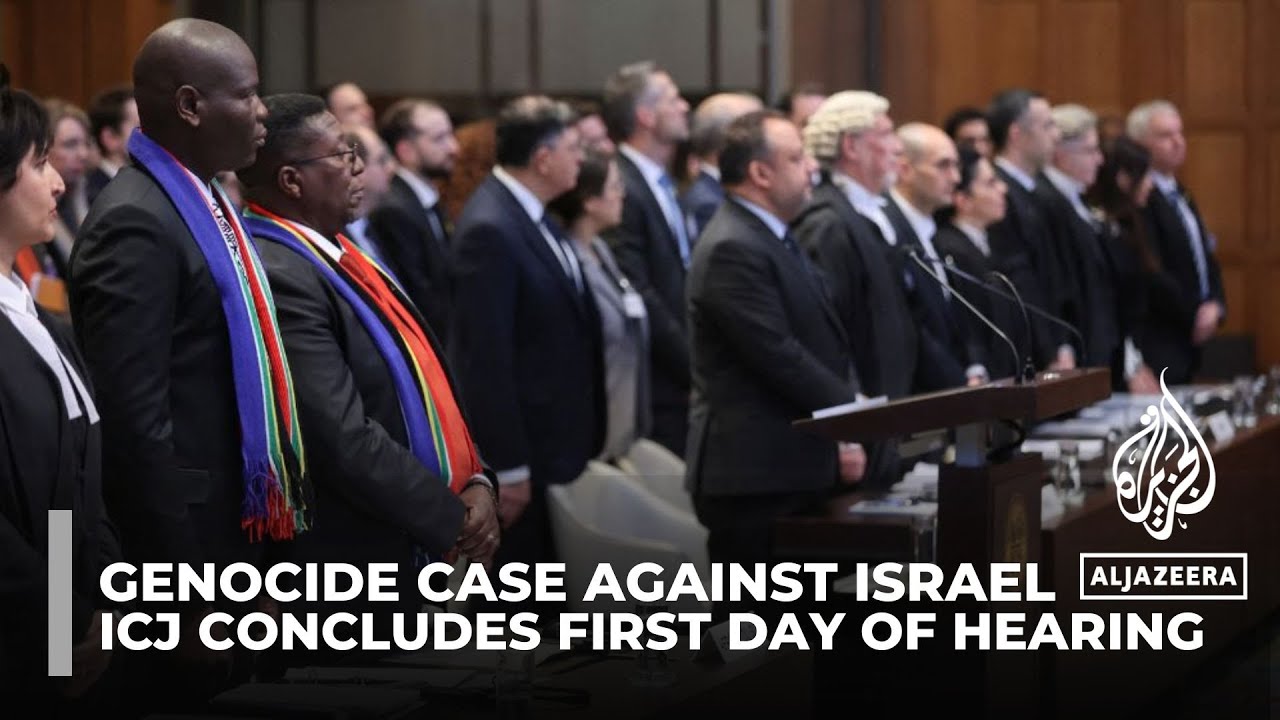 GENOCIDE CASE AGAINST ISRAEL
ICJ CONCLUDES FIRST DAY OF HEARING
الجزيرة
ALJAZEERA